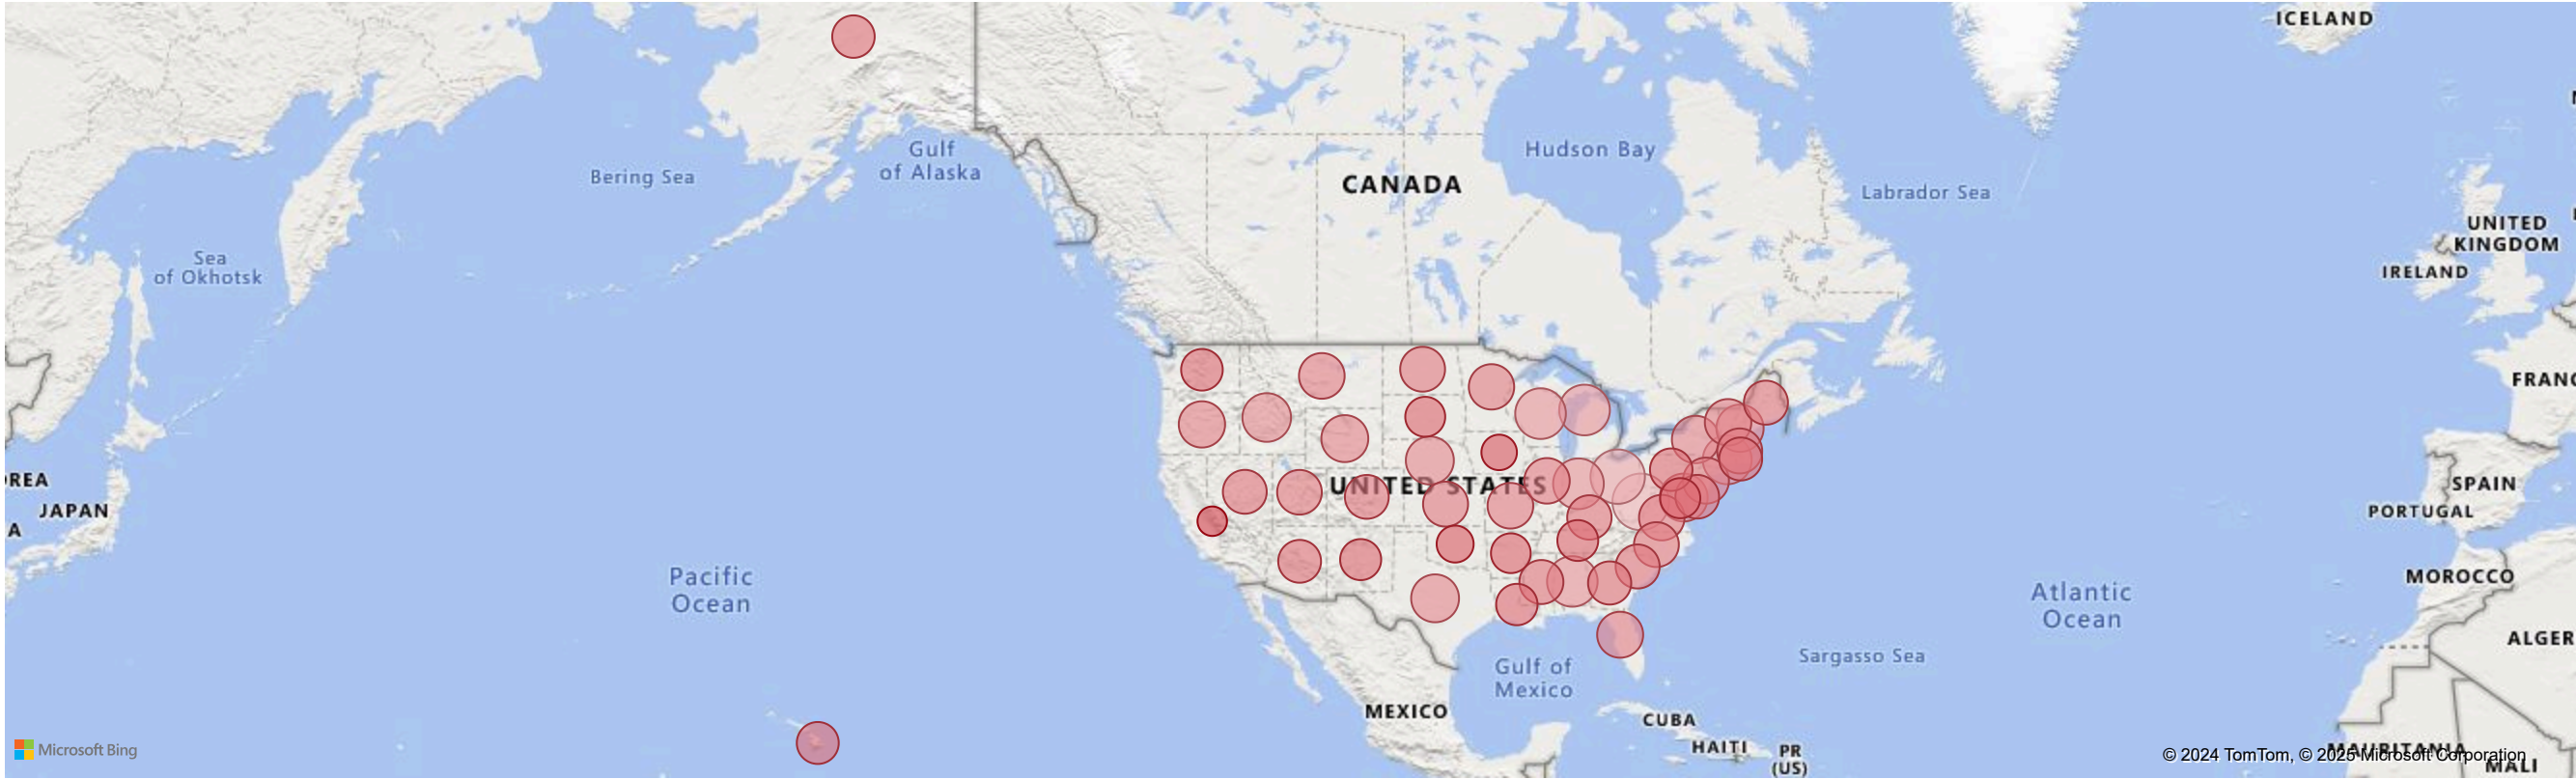 ICELAND
Hudson Bay
Gulf
of Alaska
Bering Sea
CANADA
Labrador Sea
UNITED
KINGDOM
Sea
of Okhotsk
IRELAND
FRANC
REA
JAPAN
A
UNITED STATES
SPAIN
PORTUGAL
Pacific
Ocean
MOROCCO
Atlantic
Ocean
ALGER
Sargasso Sea
Gulf of
Mexico
MEXICO
CUBA
HAITI
PR
(US)
MAURITANIA
MALI
Microsoft Bing
© 2024 TomTom, © 2025 Microsoft Corporation